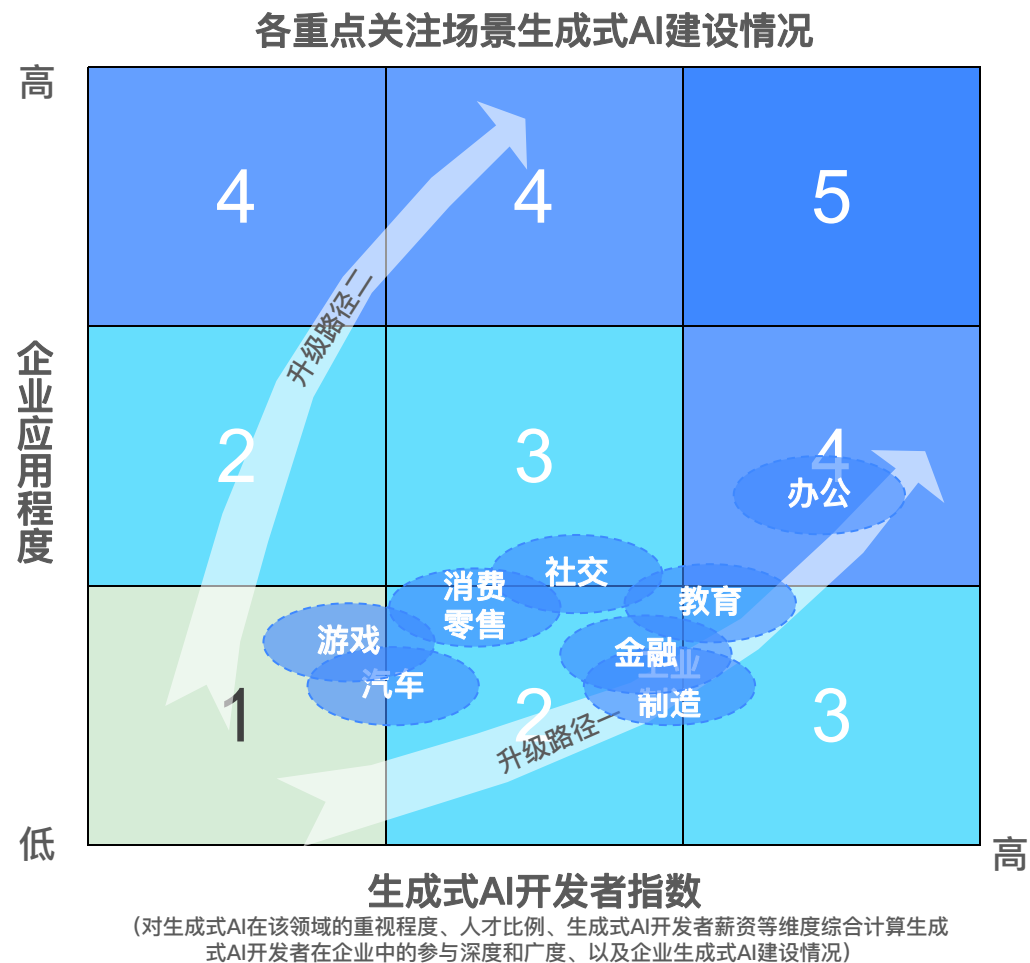 各重点关注场景生成式AI建设情况
高
4
4
5
升级路径二
企业应用程度
2
3
4
办公
社交
消费
零售
教育
游戏
金融
汽车
工业
制造
1
2
3
升级路径一
低
高
生成式AI开发者指数
（对生成式AI在该领域的重视程度、人才比例、生成式AI开发者薪资等维度综合计算生成
式AI开发者在企业中的参与深度和广度、以及企业生成式AI建设情况）